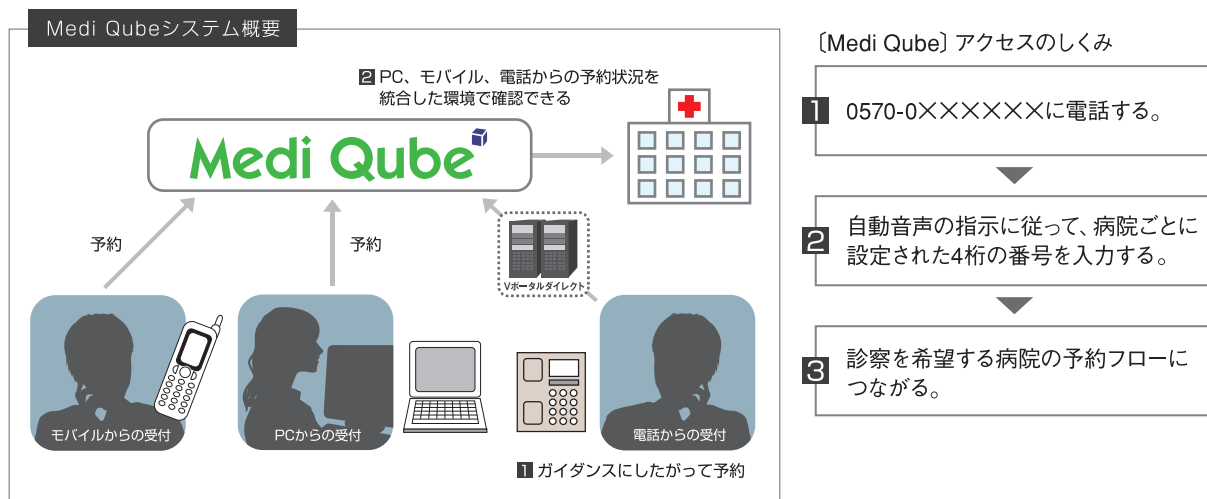 Medi Qubeシステム概要
2 PC、モバイル、電話からの予約状況を
統合した環境で確認できる
Medi Qube
予約
予約
Vポータルダイレクト
モバイルからの受付
PCからの受付
電話からの受付
1 ガイダンスにしたがって予約
〔Medi Qube〕アクセスのしくみ
1 0570-0××××××に電話する。
2 自動音声の指示に従って、病院ごとに
設定された4桁の番号を入力する。
3 診察を希望する病院の予約フローに
つながる。